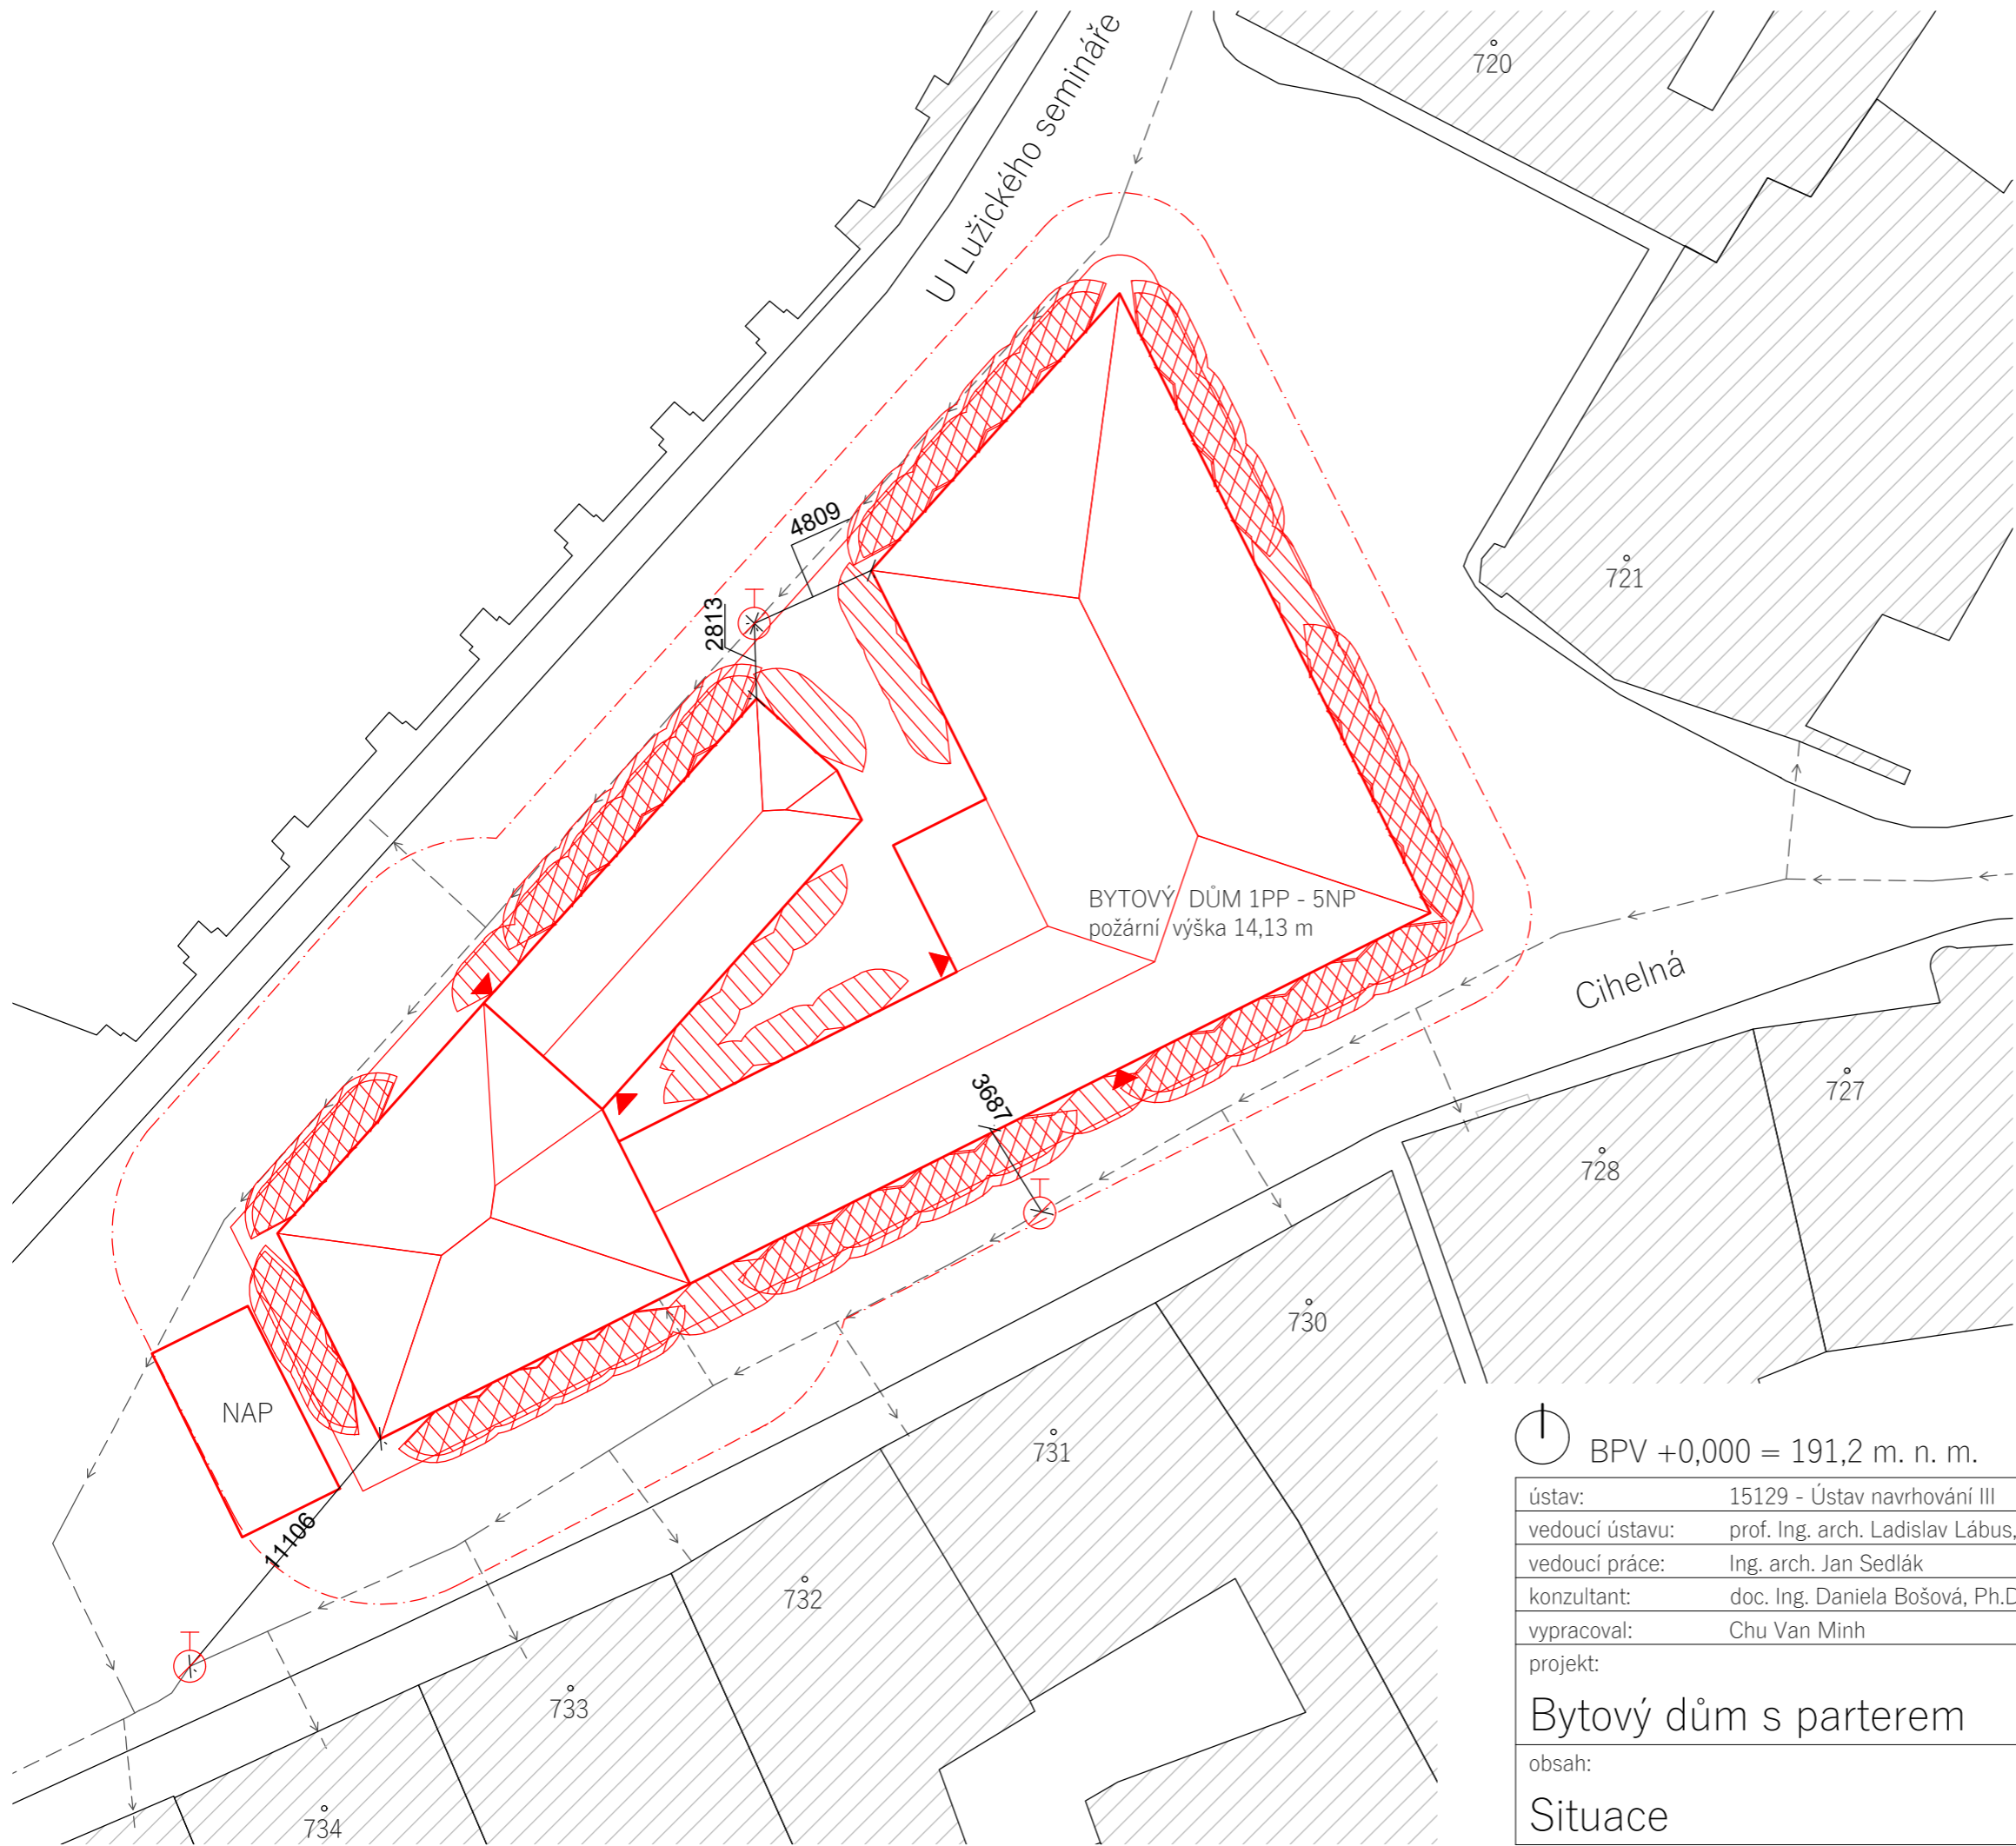 U Lužického semináře
720
4809
2813
721
BYTOVÝ DŮM 1PP - 5NP
požární výška 14,13 m
Cihelná
3687
727
728
730
NAP
731
11106
732
733
734
BPV +0,000 = 191,2 m. n. m.
ústav: 15129 - Ústav navrhování III
vedoucí ústavu: prof. Ing. arch. Ladislav Lábus,
vedoucí práce: Ing. arch. Jan Sedlák
konzultant: doc. Ing. Daniela Bošová, Ph.D
vypracoval: Chu Van Minh
projekt:
Bytový dům s parterem
obsah:
Situace